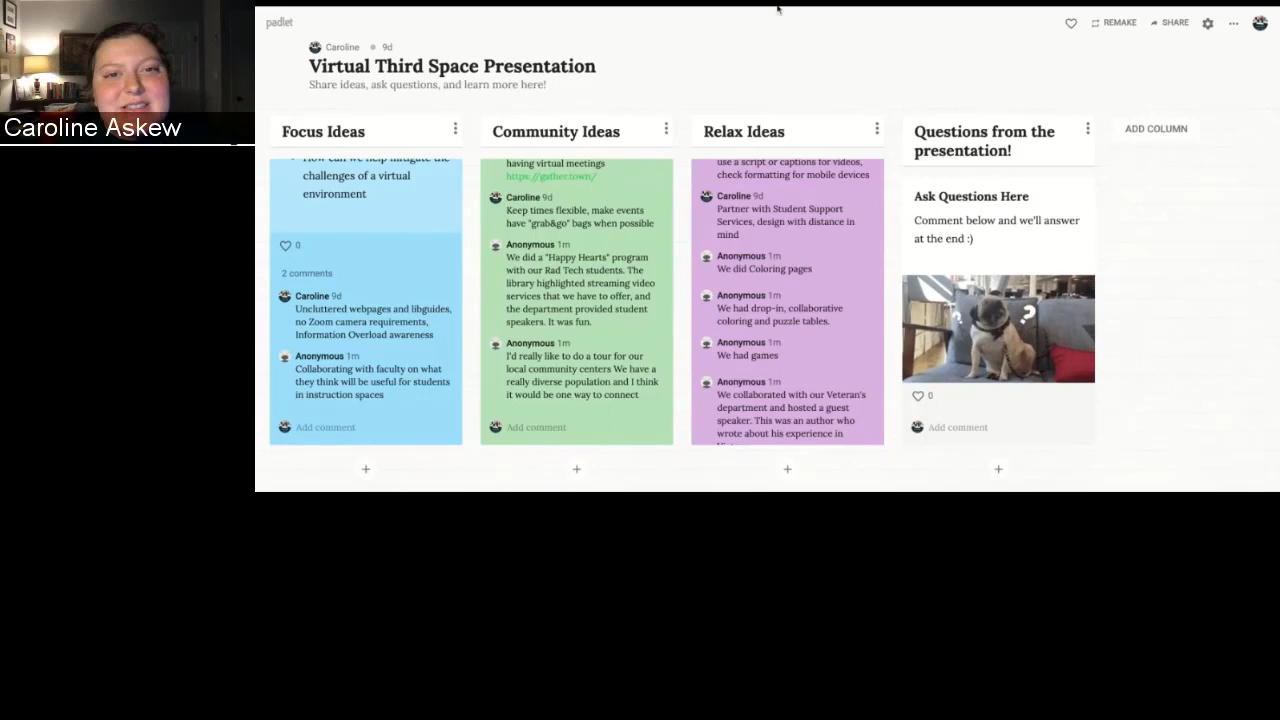 Caroline Askew
padlet
REMAKE
SHARE
Caroline 9d
Virtual Third Space Presentation
Share ideas, ask questions, and learn more here!
Focus Ideas
How can we help mitigate the
challenges of a virtual
environment
0
2 comments
Caroline 9d
Uncluttered webpages and libguides,
no Zoom camera requirements,
Information Overload awareness
Anonymous 1m
Collaborating with faculty on what
they think will be useful for students
in instruction spaces
Add comment
Community Ideas
having virtual meetings
https://gather.town/
Caroline 9d
Keep times flexible, make events
have "grab&go" bags when possible
Anonymous 1m
We did a "Happy Hearts" program
with our Rad Tech students. The
library highlighted streaming video
services that we have to offer, and
the department provided student
speakers. It was fun.
Anonymous 1m
I'd really like to do a tour for our
local community centers We have a
really diverse population and I think
it would be one way to connect
Add comment
Relax Ideas
use a script or captions for videos,
check formatting for mobile devices
Caroline 9d
Partner with Student Support
Services, design with distance in
mind
Anonymous 1m
We did Coloring pages
Anonymous 1m
We had drop-in, collaborative
coloring and puzzle tables.
Anonymous 1m
We had games
Anonymous 1m
We collaborated with our Veteran's
department and hosted a guest
speaker. This was an author who
wrote about his experience in
Questions from the
presentation!
Ask Questions Here
Comment below and we'll answer
at the end :)
? ?
0
Add comment
ADD COLUMN